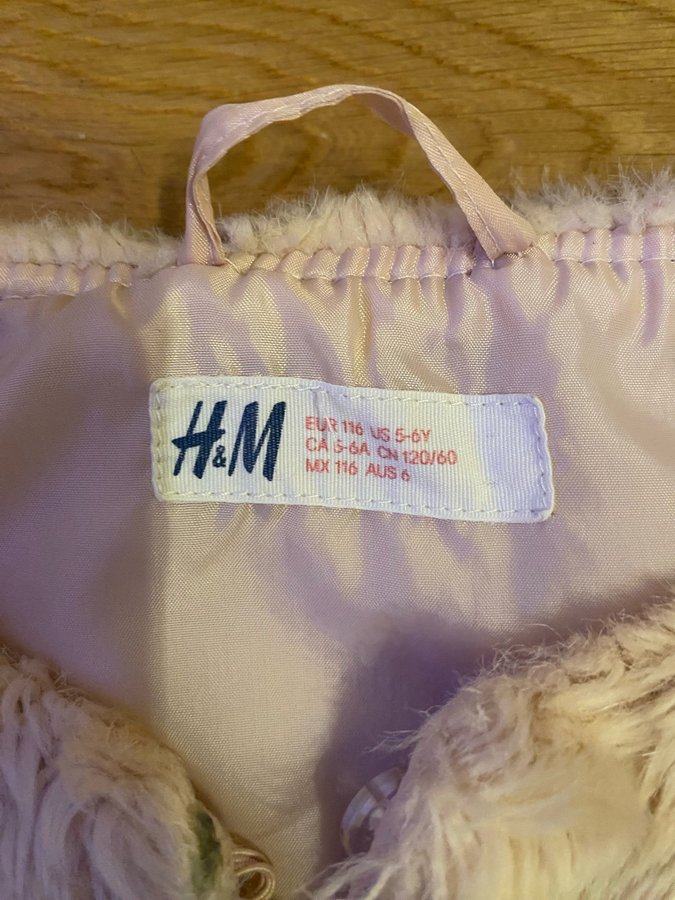 H&M
EUR 116 US 5-6Y
CA 5-6A CN 120/60
MX 116 AUS 6